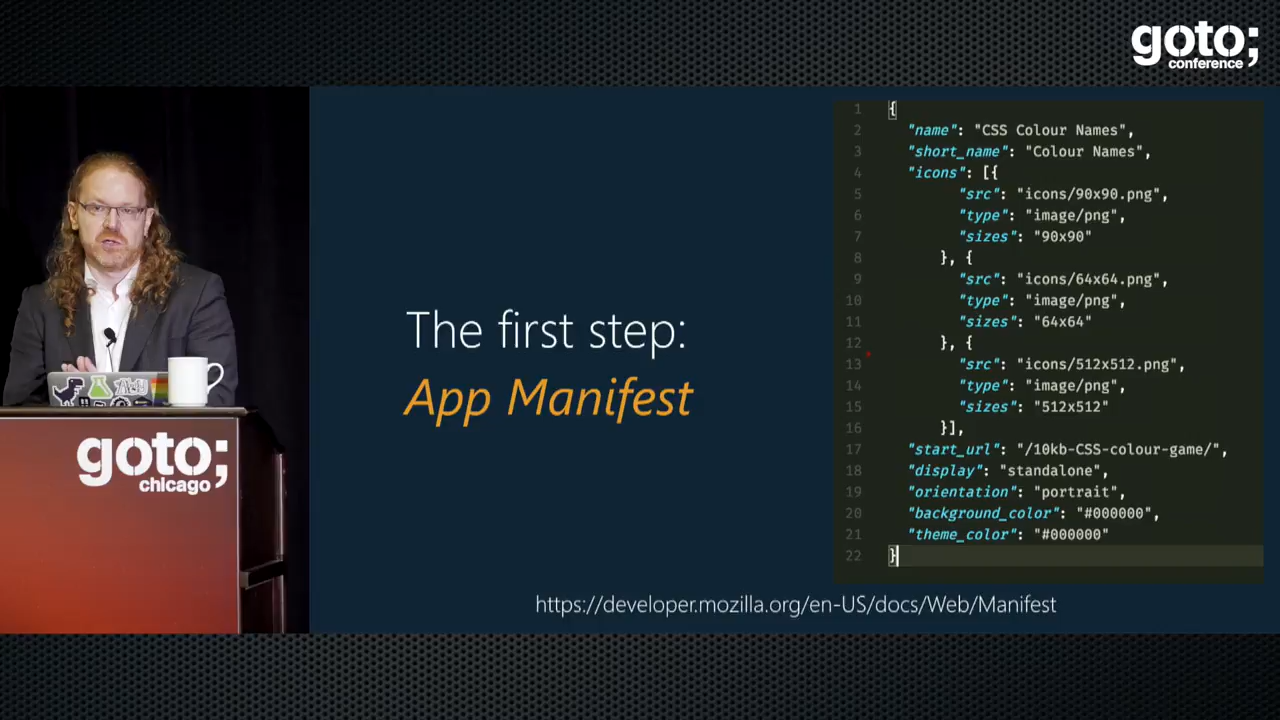 goto;
conference
goto;
chicago
The first step:
App Manifest
1 {
2 "name": "CSS Colour Names",
3 "short_name": "Colour Names",
4 "icons": [{
5 "src": "icons/90x90.png",
6 "type": "image/png",
7 "sizes": "90x90"
8 }, {
9 "src": "icons/64x64.png",
10 "type": "image/png",
11 "sizes": "64x64"
12 }, {
13 "src": "icons/512x512.png",
14 "type": "image/png",
15 "sizes": "512x512"
16 }],
17 "start_url": "/10kb-CSS-colour-game/",
18 "display": "standalone",
19 "orientation": "portrait",
20 "background_color": "#000000",
21 "theme_color": "#000000"
22 }
https://developer.mozilla.org/en-US/docs/Web/Manifest